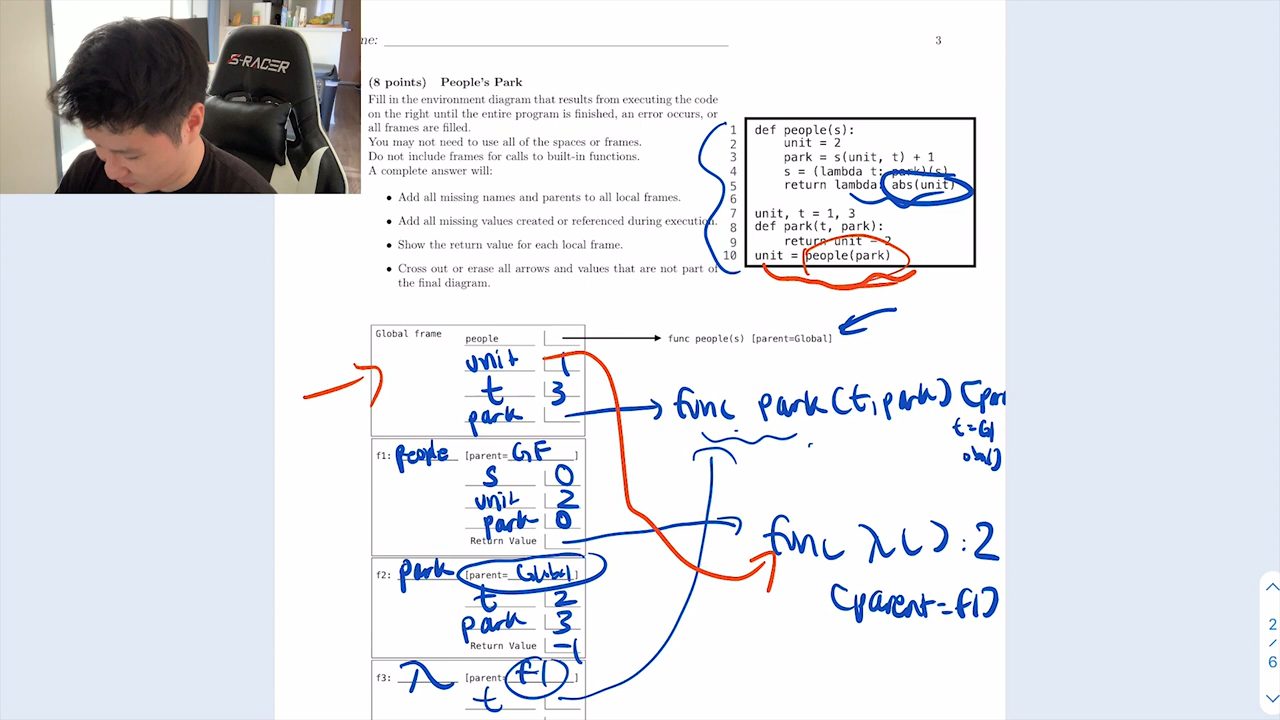 S-RACER
ne:
3
(8 points) People's Park
Fill in the environment diagram that results from executing the code
on the right until the entire program is finished, an error occurs, or
all frames are filled.
You may not need to use all of the spaces or frames.
Do not include frames for calls to built-in functions.
A complete answer will:
• Add all missing names and parents to all local frames.
• Add all missing values created or referenced during execution.
• Show the return value for each local frame.
• Cross out or erase all arrows and values that are not part of
the final diagram.
1 def people(s):
2 unit = 2
3 park = s(unit, t) + 1
4 s = (lambda t: park)(s)
5 return lambda: abs(unit)
6
7 unit, t = 1, 3
8 def park(t, park):
9 return unit - 2
10 unit = people(park)
Global frame
people
func people(s) [parent=Global]
unit 1
t 3
park
func park(t, park) (par
t=Gl
f1: people [parent= GF ]
s 0
unit 2
park 0
Return Value
func λ( ): 2
(parent=f1)
f2: park [parent= Global ]
t 2
park 3
Return Value -1
f3: λ [parent= f1 ]
t
2
6